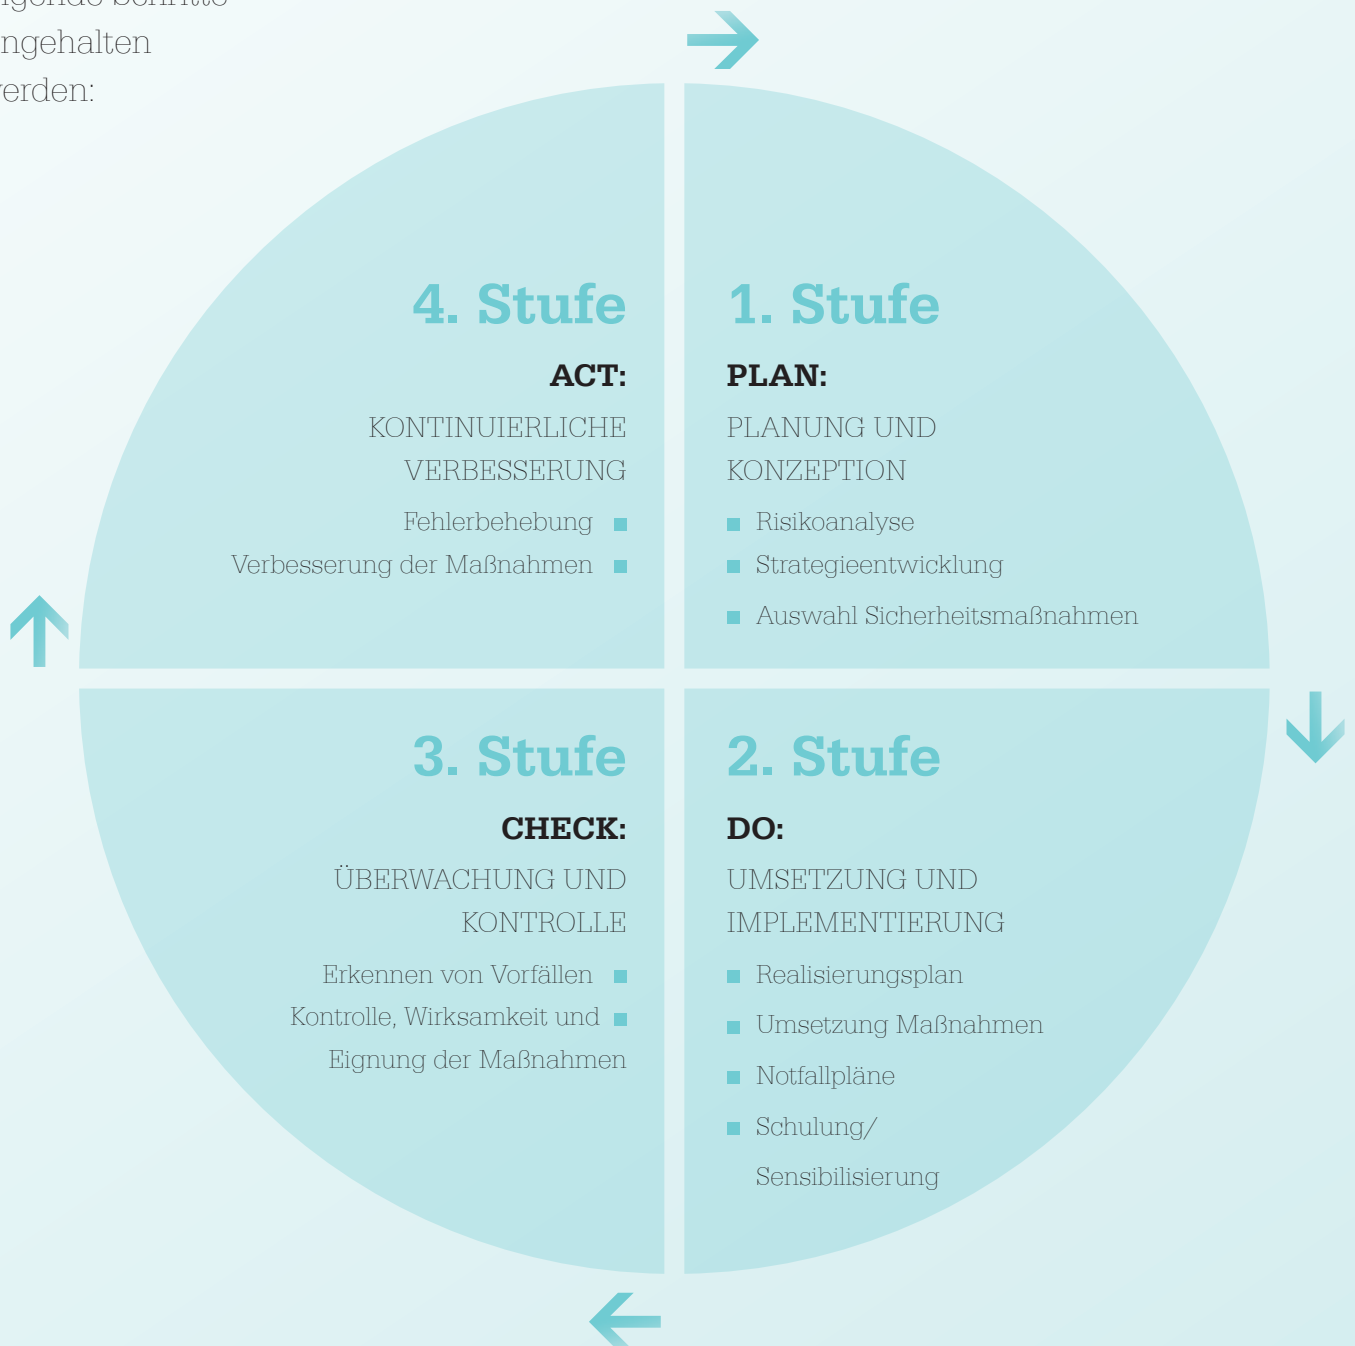 ngehalten
1. Stufe
PLAN:
PLANUNG UND
KONZEPTION
Risikoanalyse
Strategieentwicklung
Auswahl Sicherheitsmaßnahmen
2. Stufe
DO:
UMSETZUNG UND
IMPLEMENTIERUNG
Realisierungsplan
Umsetzung Maßnahmen
Notfallpläne
Schulung/
Sensibilisierung
3. Stufe
CHECK:
ÜBERWACHUNG UND
KONTROLLE
Erkennen von Vorfällen
Kontrolle, Wirksamkeit und
Eignung der Maßnahmen
4. Stufe
ACT:
KONTINUIERLICHE
VERBESSERUNG
Fehlerbehebung
Verbesserung der Maßnahmen